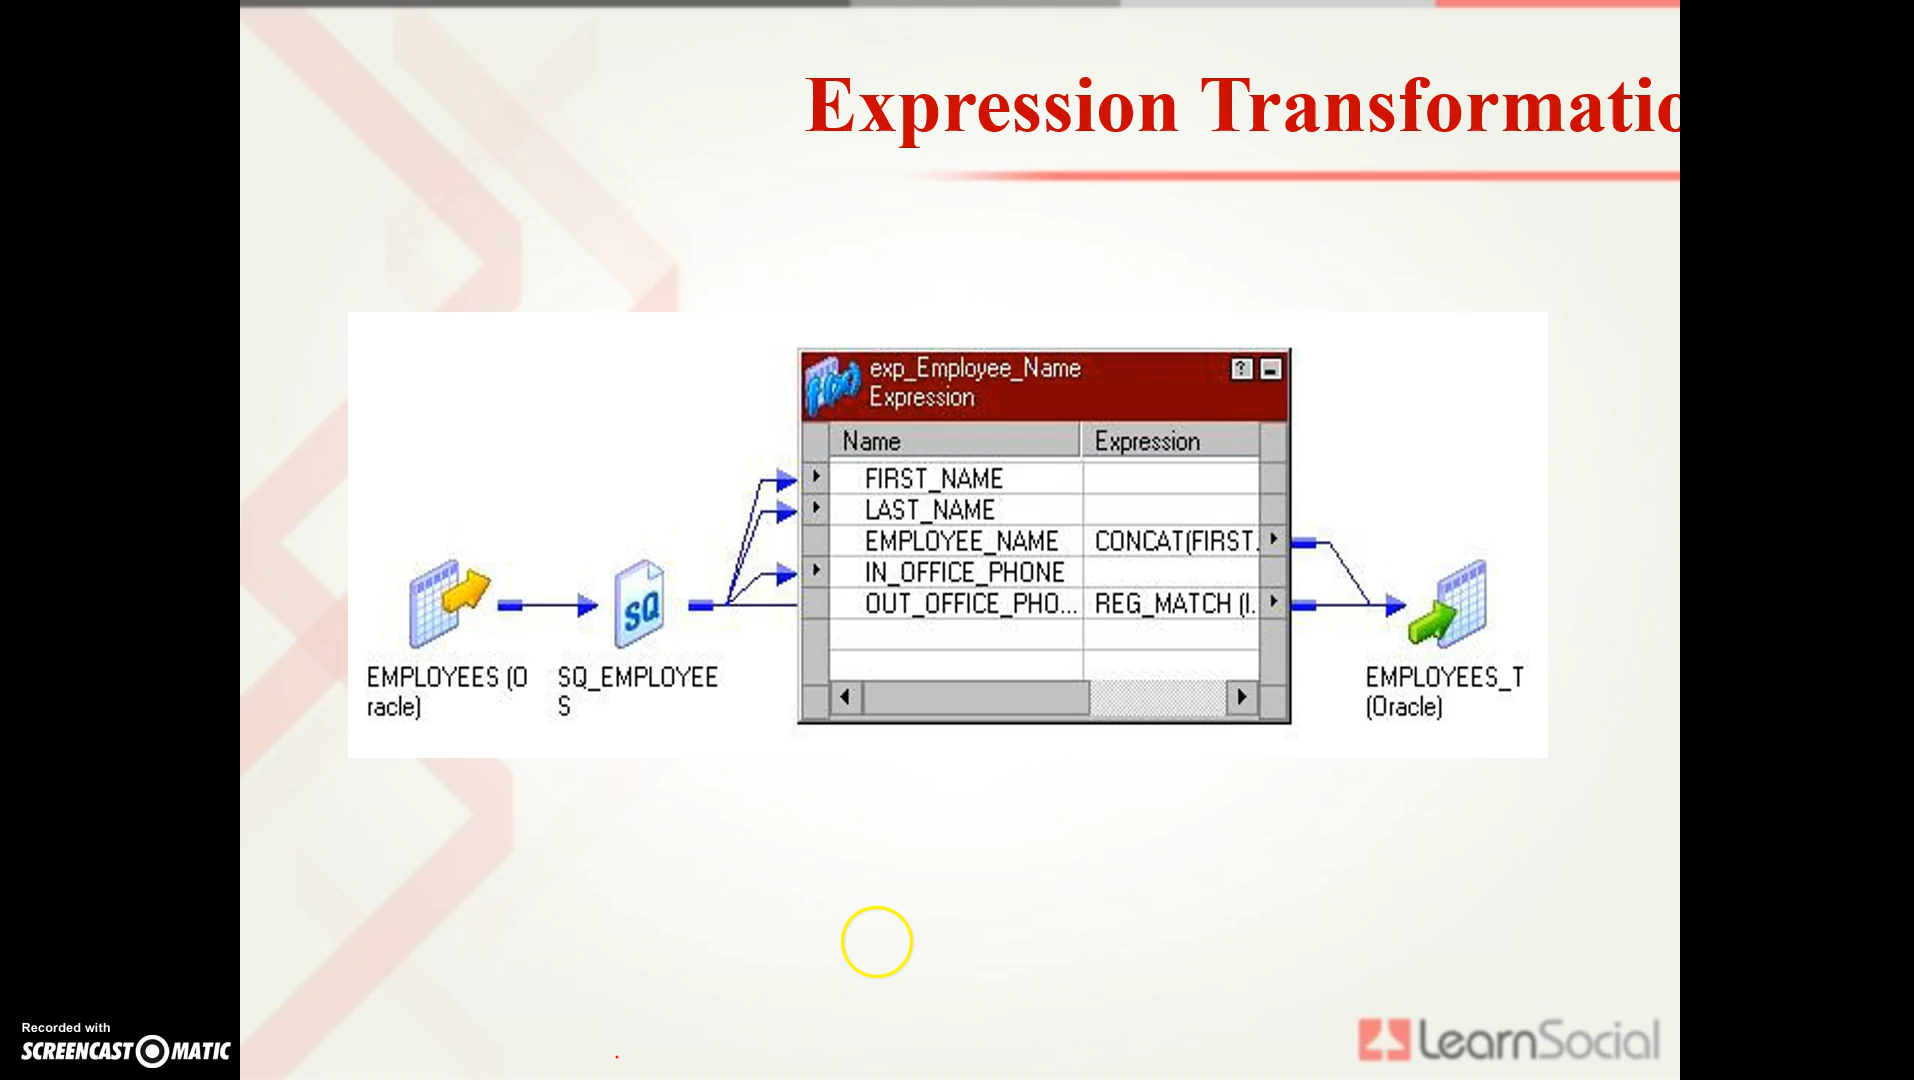 Expression Transformatio
exp_Employee_Name
Expression
Name Expression
FIRST_NAME
LAST_NAME
EMPLOYEE_NAME CONCAT(FIRST.
IN_OFFICE_PHONE
OUT_OFFICE_PHO... REG_MATCH (I.
SQ
EMPLOYEES (O
racle)
SQ_EMPLOYEE
S
EMPLOYEES_T
(Oracle)
Recorded with
SCREENCAST MATIC
LearnSocial